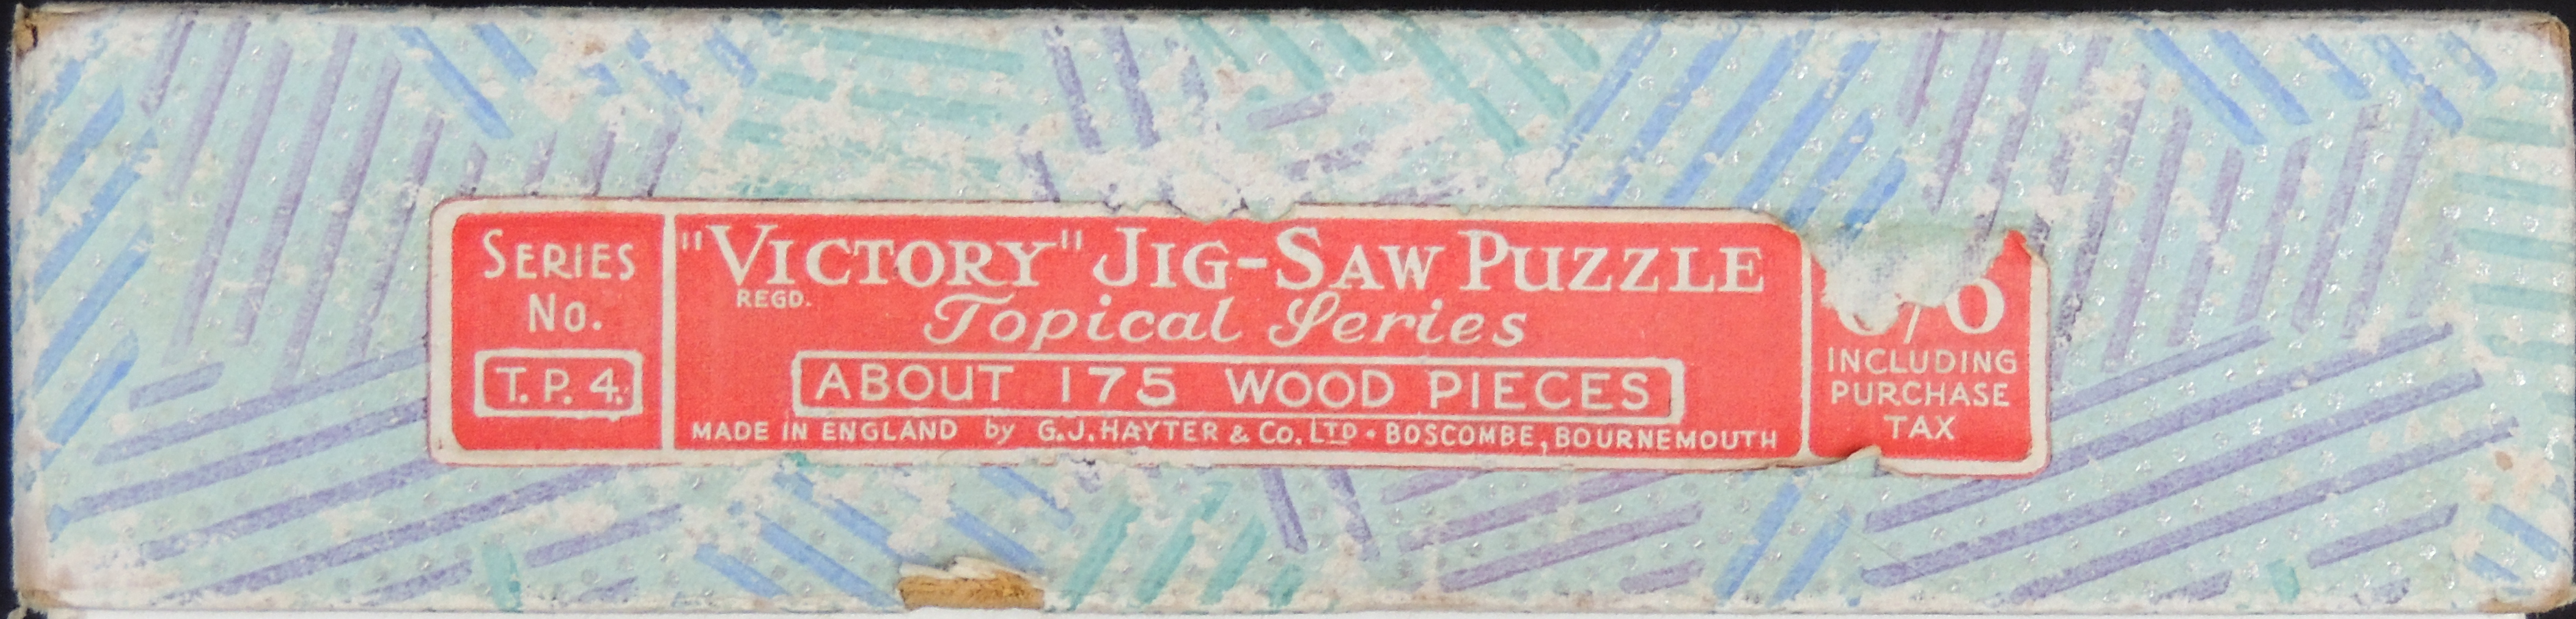 SERIES
No.
T. P. 4.
"VICTORY" JIG-SAW PUZZLE
REGD.
Topical Series
ABOUT 175 WOOD PIECES
MADE IN ENGLAND by G.J. HAYTER & Co. LTD • BOSCOMBE, BOURNEMOUTH
INCLUDING
PURCHASE
TAX